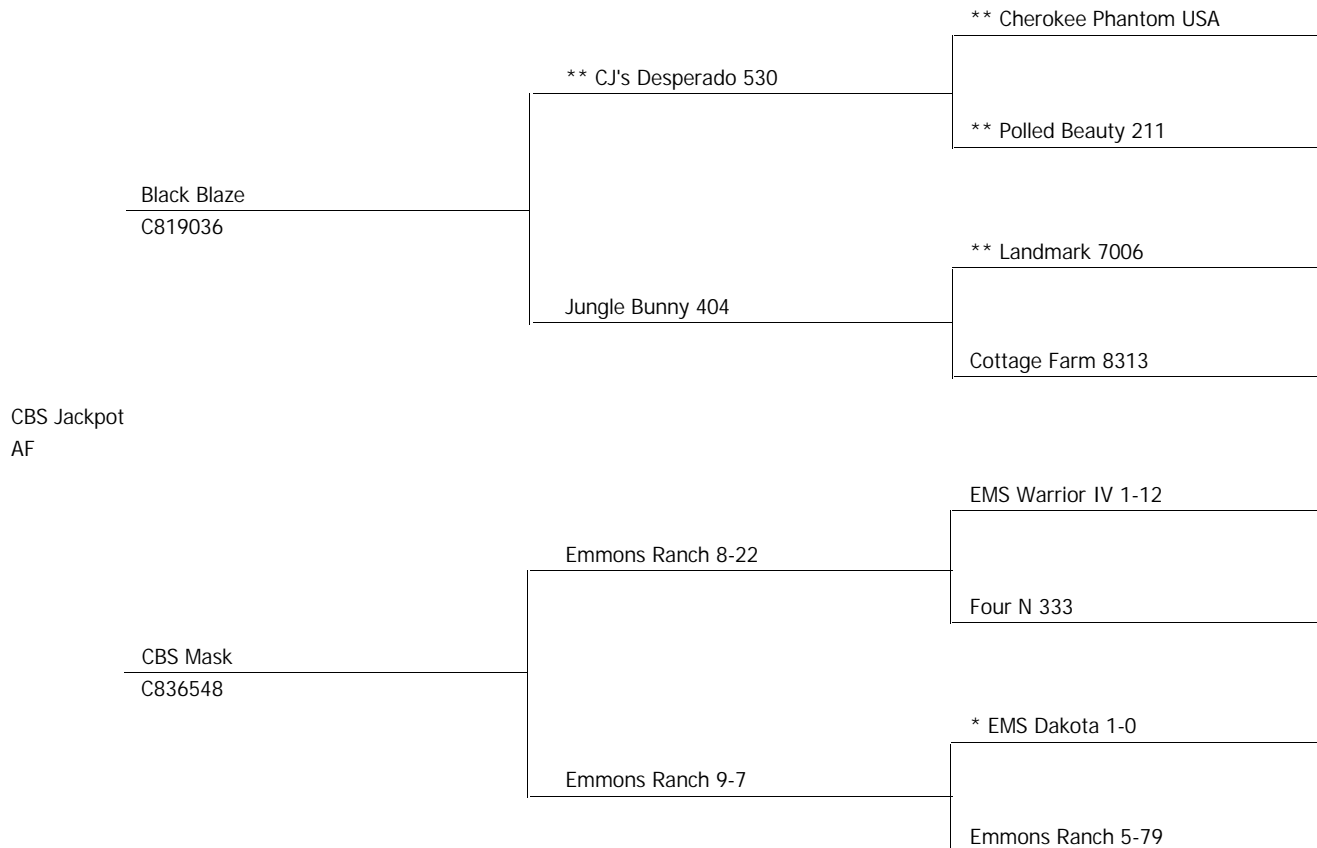 ** Cherokee Phantom USA
** CJ's Desperado 530
** Polled Beauty 211
Black Blaze
C819036
** Landmark 7006
Jungle Bunny 404
Cottage Farm 8313
CBS Jackpot
AF
EMS Warrior IV 1-12
Emmons Ranch 8-22
Four N 333
CBS Mask
C836548
* EMS Dakota 1-0
Emmons Ranch 9-7
Emmons Ranch 5-79